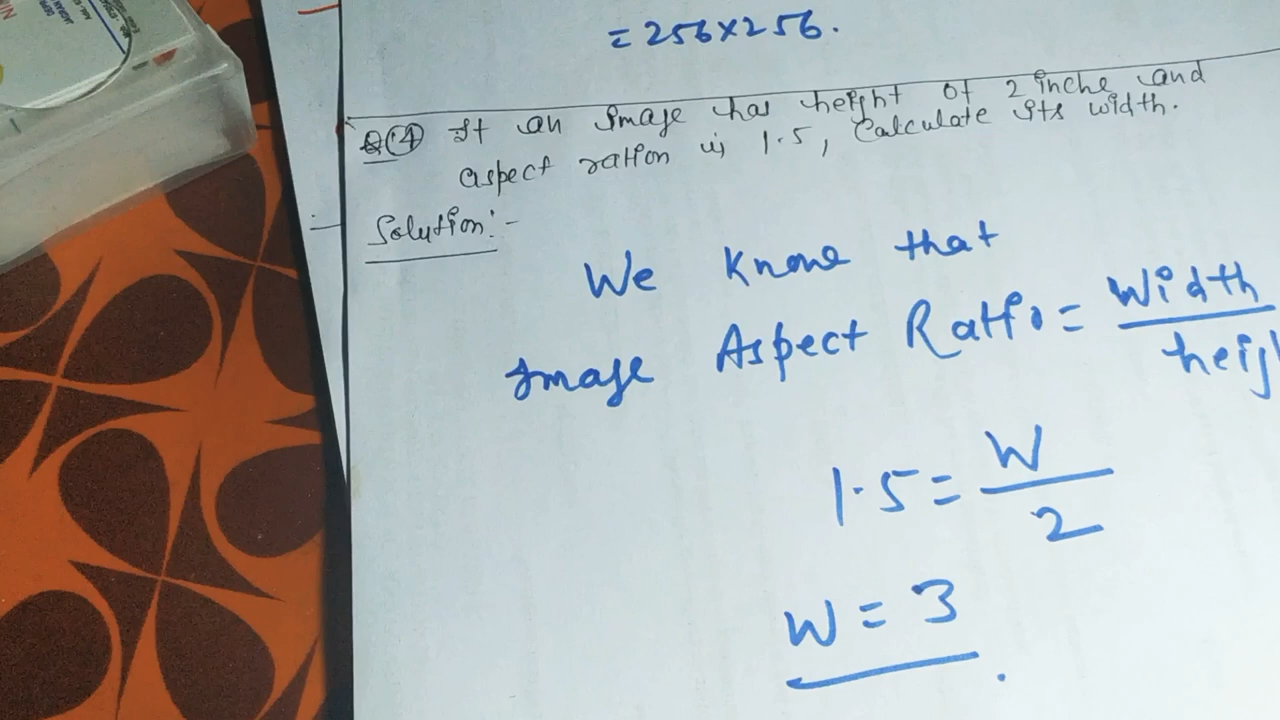 = 256×256.
Q(4) If an Image has height of 2 inche and
aspect ration is 1.5, Calculate its width.
Solution:-
We Know that
Image Aspect Ratio = Width / heigh
1.5 = W / 2
W = 3.